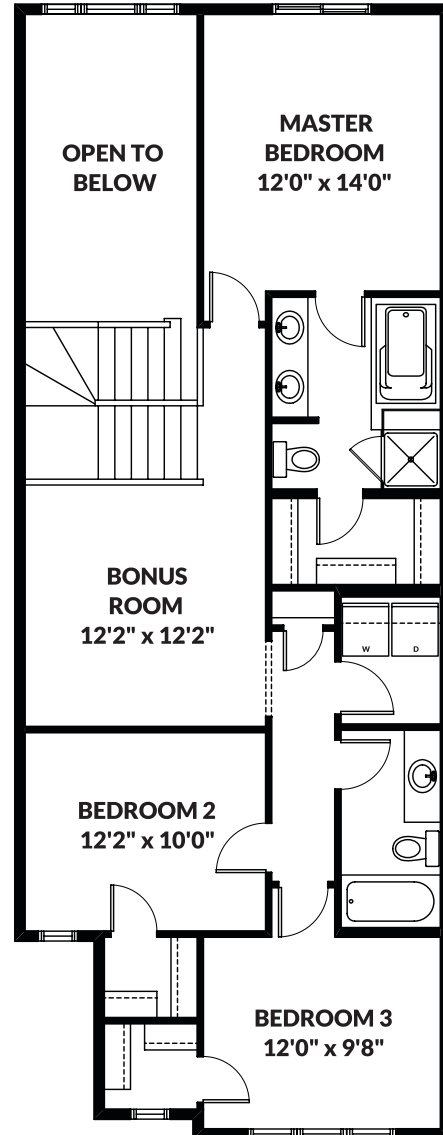 OPEN TO
BELOW
MASTER
BEDROOM
12'0" x 14'0"
BONUS
ROOM
12'2" x 12'2"
W D
BEDROOM 2
12'2" x 10'0"
BEDROOM 3
12'0" x 9'8"